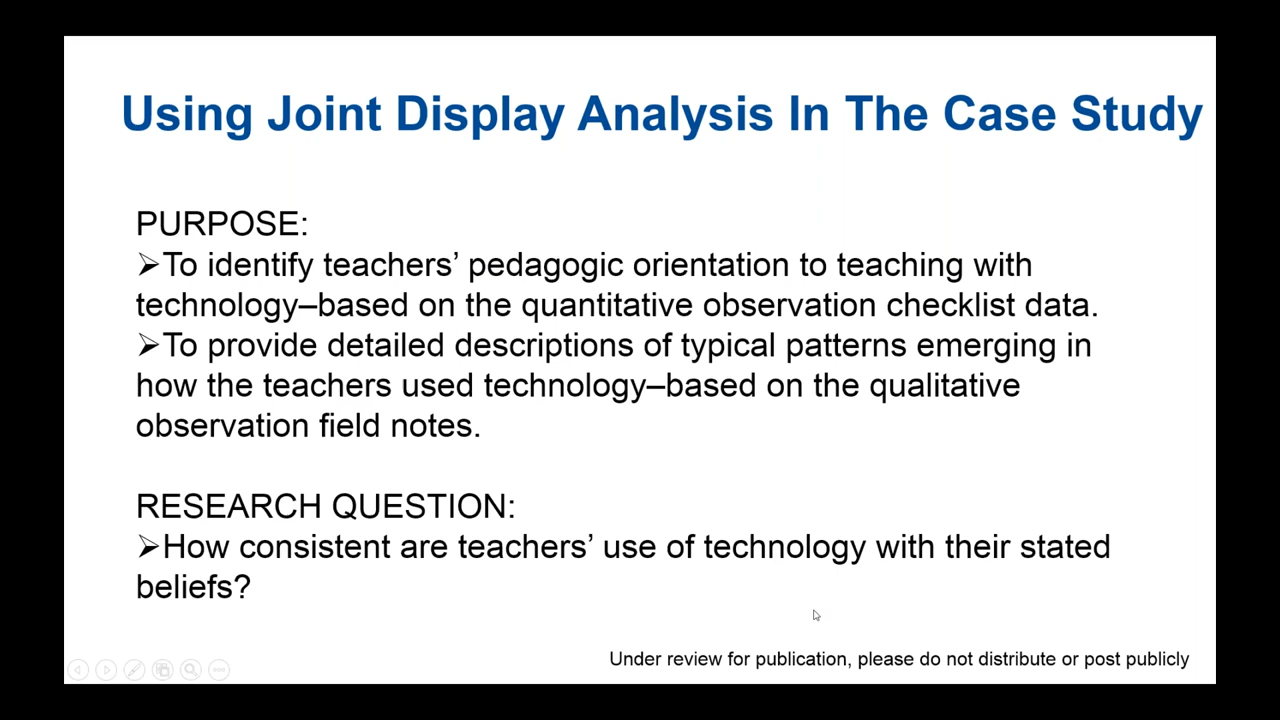 Using Joint Display Analysis In The Case Study
PURPOSE:
➢To identify teachers’ pedagogic orientation to teaching with
technology–based on the quantitative observation checklist data.
➢To provide detailed descriptions of typical patterns emerging in
how the teachers used technology–based on the qualitative
observation field notes.
RESEARCH QUESTION:
➢How consistent are teachers’ use of technology with their stated
beliefs?
Under review for publication, please do not distribute or post publicly